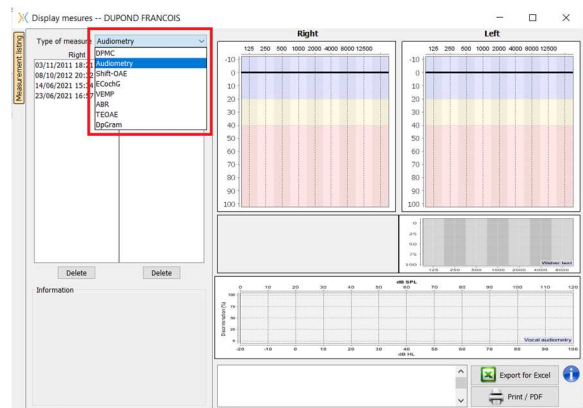 Display mesures -- DUPOND FRANCOIS
Measurement listing
Type of measure Audiometry
DPMC
Audiometry
Shift-OAE
ECochG
VEMP
ABR
TEOAE
DpGram
Right
03/11/2011 18:21
08/10/2012 20:
14/06/2021 15:
23/06/2021 16:
Delete Delete
Information
Right
125 250 500 1000 2000 4000 8000 12500
-10
0
10
20
30
40
50
60
70
80
90
100
Left
125 250 500 1000 2000 4000 8000 12500
-10
0
10
20
30
40
50
60
70
80
90
100
0
25
50
75
100
Weber test
125 250 500 1000 2000 4000 8000
dB SPL
0 10 20 30 40 50 60 70 80 90 100 110 120
Discrimination (%)
100
75
50
25
0
Vocal audiometry
-20 -10 0 10 20 30 40 50 60 70 80 90 100
dB HL
Export for Excel
Print / PDF